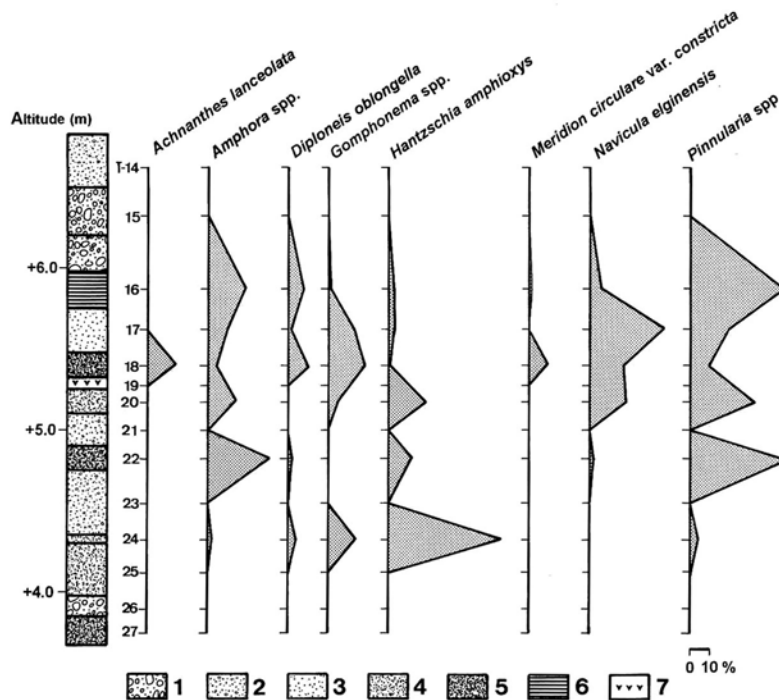 Achnanthes lanceolata
Amphora spp.
Diploneis oblongella
Gomphonema spp.
Hantzschia amphioxys
Meridion circulare var. constricta
Navicula elginensis
Pinnularia spp
Altitude (m)
+6.0
+5.0
+4.0
T-14
15
16
17
18
19
20
21
22
23
24
25
26
27
0 10 %
1 2 3 4 5 6 7